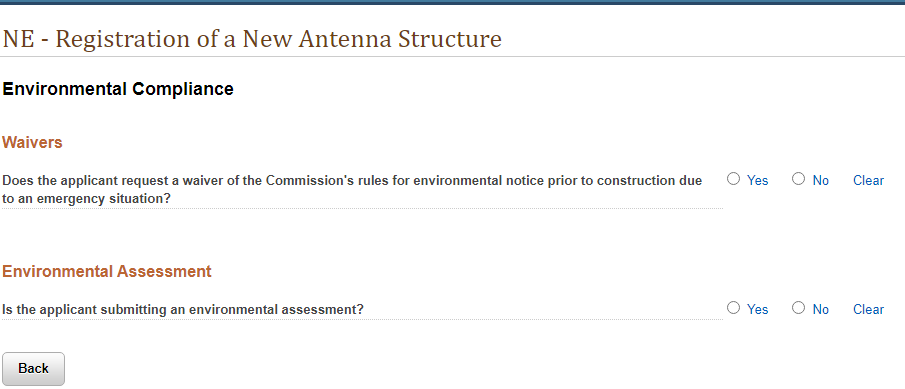 NE - Registration of a New Antenna Structure
Environmental Compliance
Waivers
Does the applicant request a waiver of the Commission's rules for environmental notice prior to construction due
to an emergency situation?
Yes No Clear
Environmental Assessment
Is the applicant submitting an environmental assessment? Yes No Clear
Back